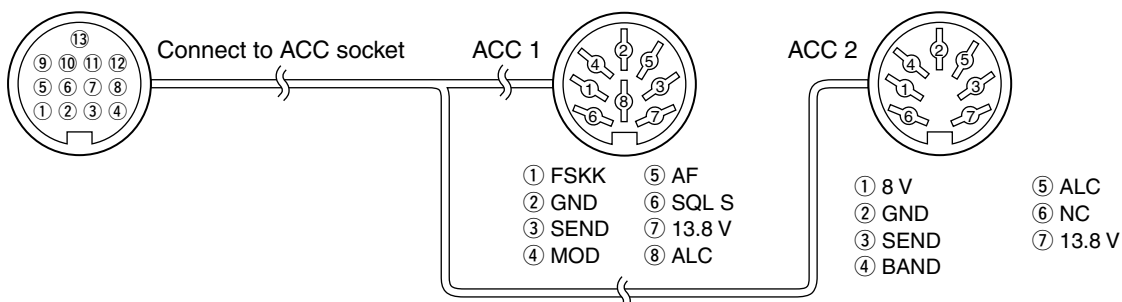 Connect to ACC socket
ACC 1
ACC 2
⑬
⑨ ⑩ ⑪ ⑫
⑤ ⑥ ⑦ ⑧
① ② ③ ④
② 
④ ⑤
① ③
⑧
⑥ ⑦
②
④ ⑤
① ③
⑥ ⑦
① FSKK ⑤ AF
② GND ⑥ SQL S
③ SEND ⑦ 13.8 V
④ MOD ⑧ ALC
① 8 V ⑤ ALC
② GND ⑥ NC
③ SEND ⑦ 13.8 V
④ BAND